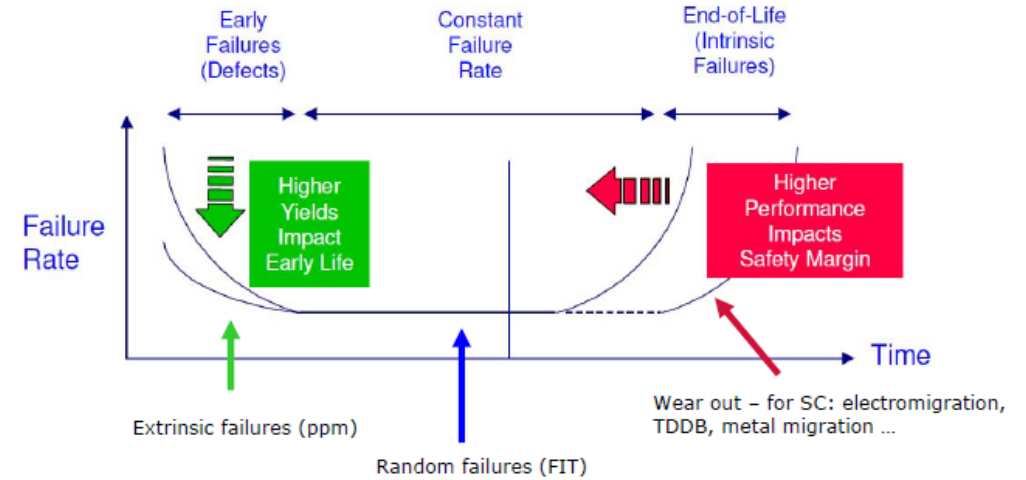 Early
Failures
(Defects)
Constant
Failure
Rate
End-of-Life
(Intrinsic
Failures)
Higher
Yields
Impact
Early Life
Higher
Performance
Impacts
Safety Margin
Failure
Rate
Time
Extrinsic failures (ppm)
Random failures (FIT)
Wear out – for SC: electromigration,
TDDB, metal migration ...